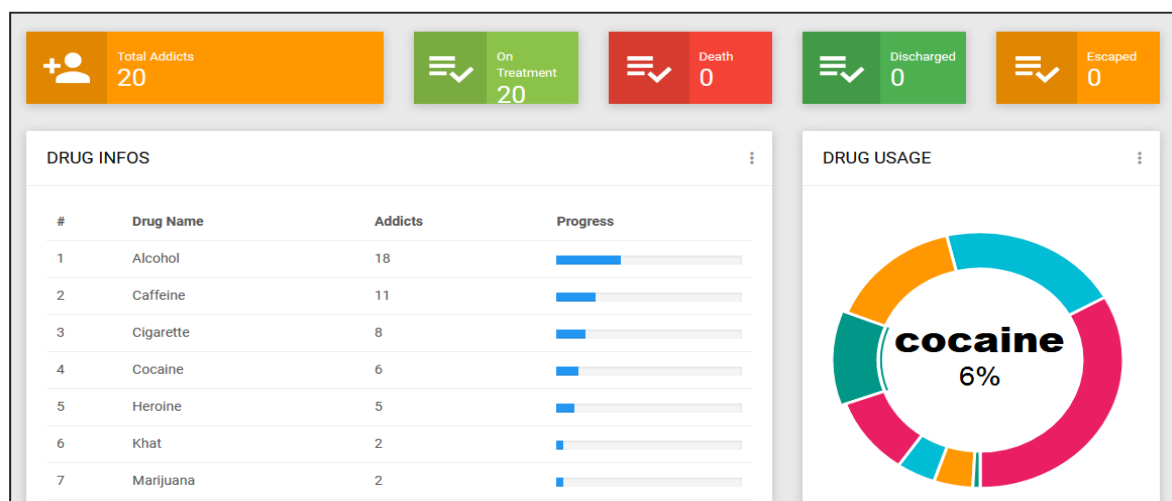 Total Addicts
20
On
Treatment
20
Death
0
Discharged
0
Escaped
0
DRUG INFOS
# Drug Name Addicts Progress
1 Alcohol 18
2 Caffeine 11
3 Cigarette 8
4 Cocaine 6
5 Heroine 5
6 Khat 2
7 Marijuana 2
DRUG USAGE
cocaine
6%